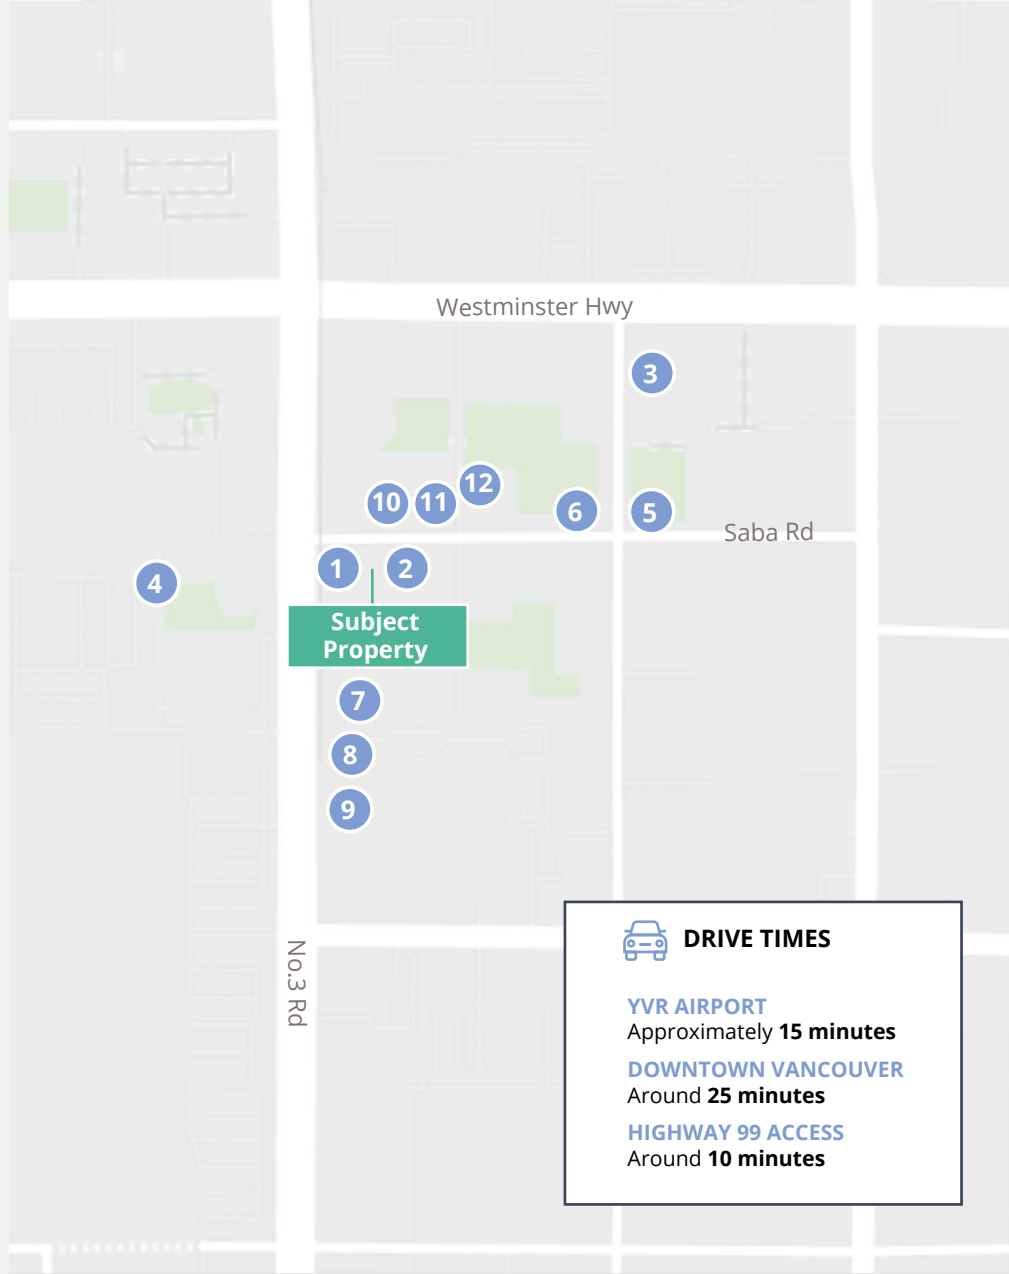 Westminster Hwy
3
12
10
11
6
5
Saba Rd
1
2
4
Subject
Property
7
8
9
No.3 Rd
DRIVE TIMES
YVR AIRPORT
Approximately 15 minutes
DOWNTOWN VANCOUVER
Around 25 minutes
HIGHWAY 99 ACCESS
Around 10 minutes